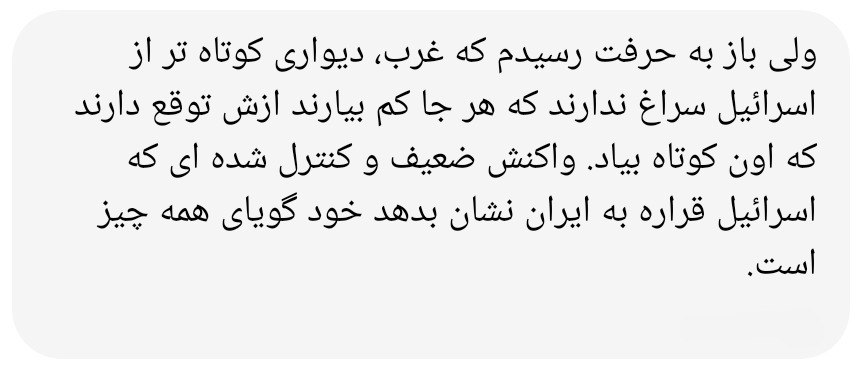 ولی باز به حرفت رسیدم که غرب، دیواری کوتاه تر از
اسرائیل سراغ ندارند که هر جا کم بیارند ازش توقع دارند
که اون کوتاه بیاد. واکنش ضعیف و کنترل شده ای که
اسرائیل قراره به ایران نشان بدهد خود گویای همه چیز
است.